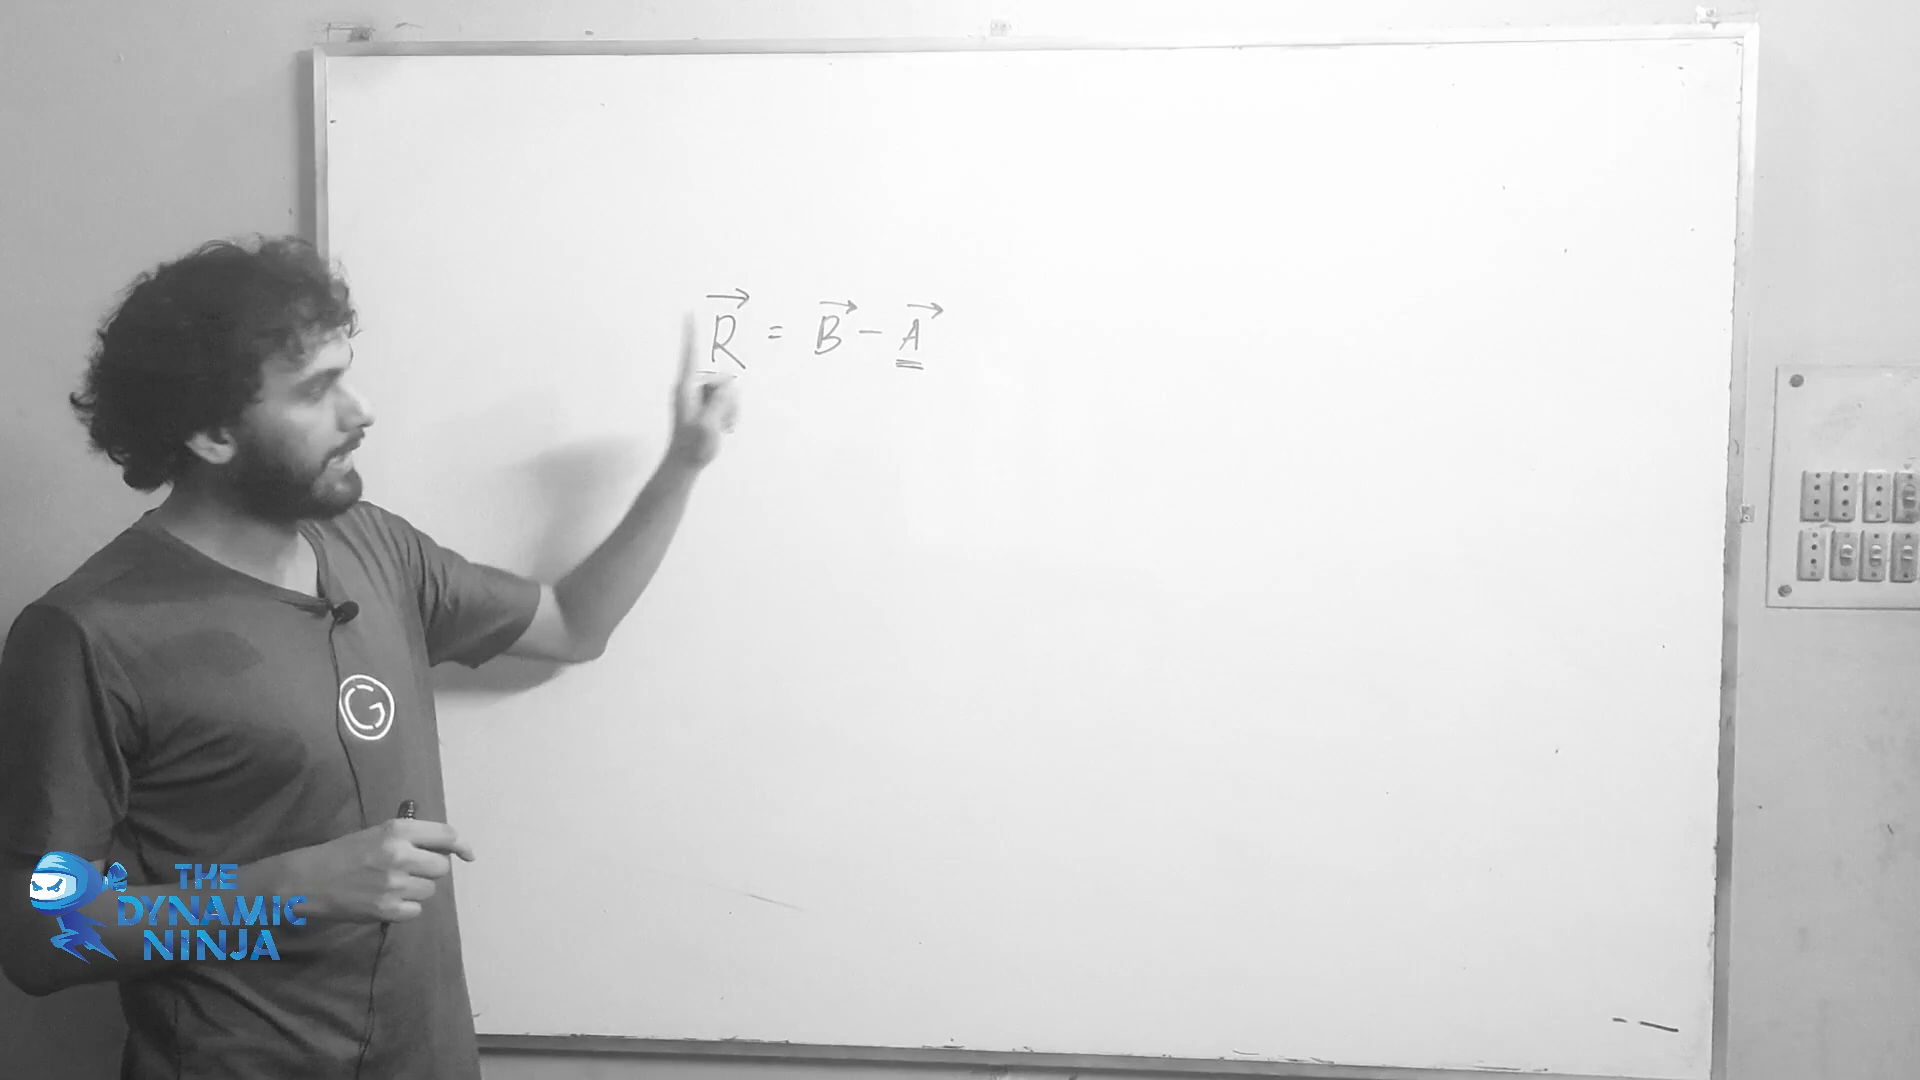 R⃗ = B⃗ - A⃗
G
THE
DYNAMIC
NINJA